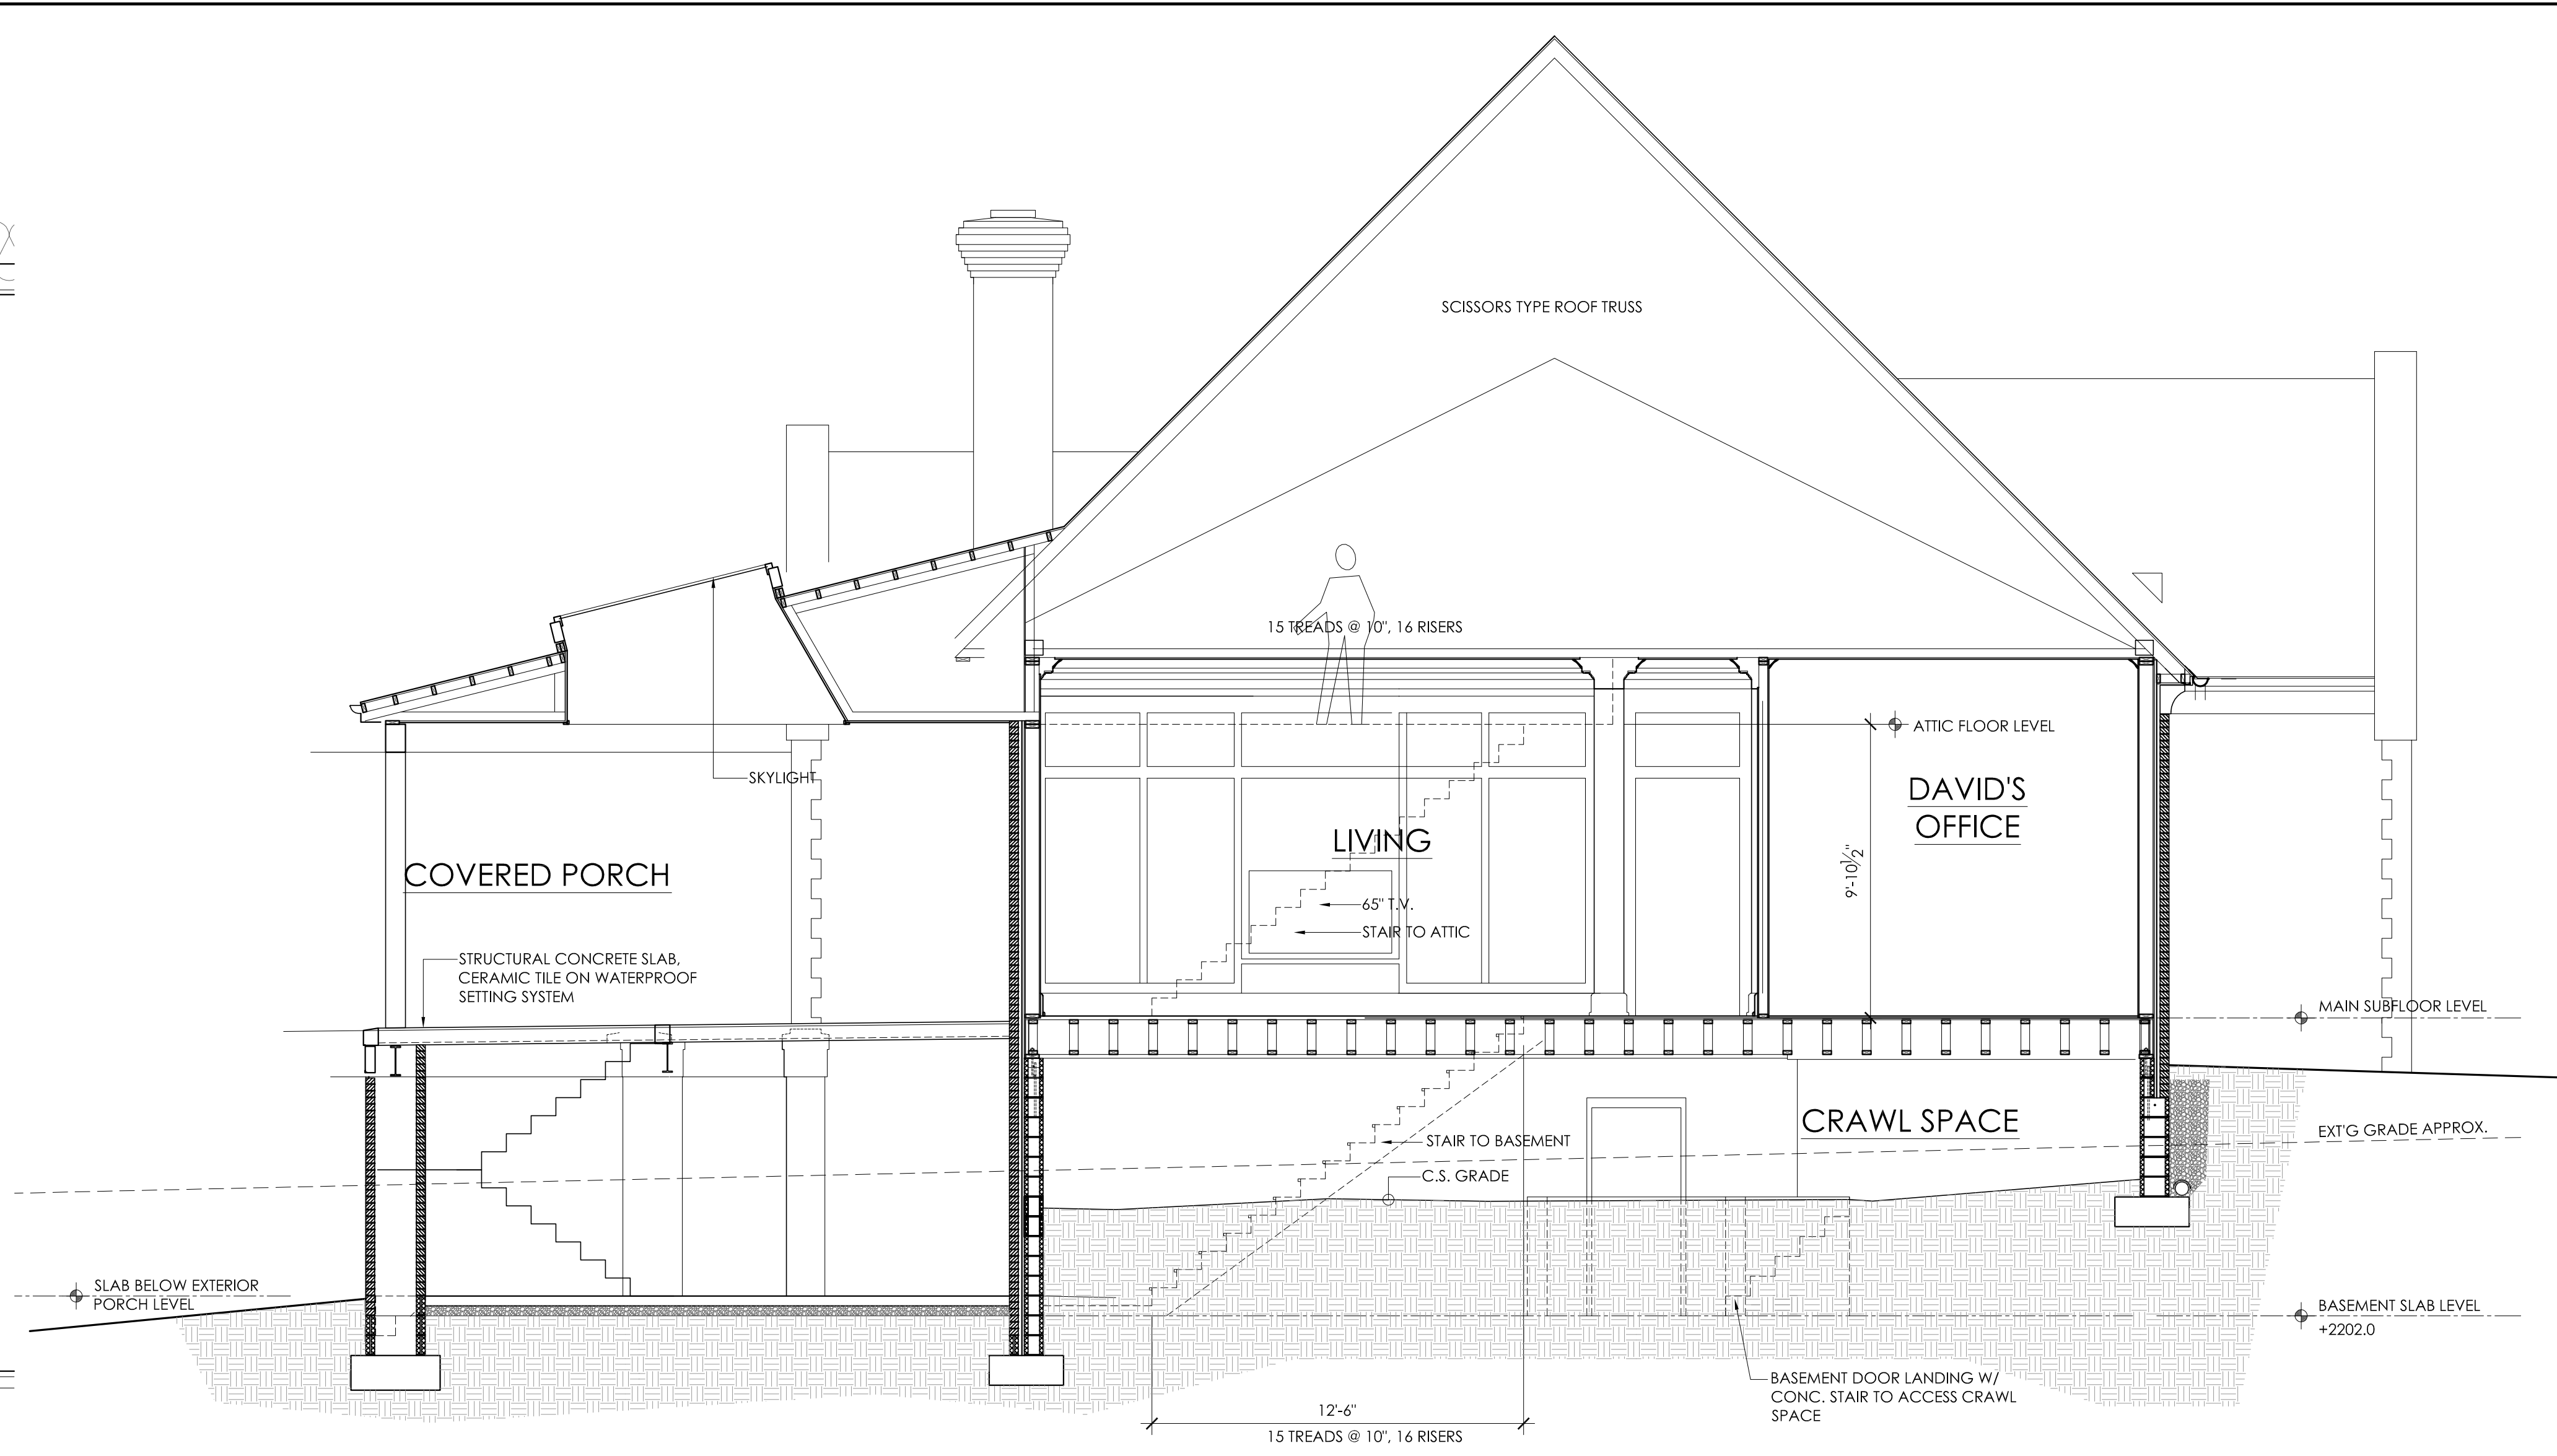 SCISSORS TYPE ROOF TRUSS
15 TREADS @ 10", 16 RISERS
ATTIC FLOOR LEVEL
SKYLIGHT
DAVID'S
OFFICE
LIVING
9'-10½"
COVERED PORCH
65" T.V.
STAIR TO ATTIC
STRUCTURAL CONCRETE SLAB,
CERAMIC TILE ON WATERPROOF
SETTING SYSTEM
MAIN SUBFLOOR LEVEL
CRAWL SPACE
STAIR TO BASEMENT
EXT'G GRADE APPROX.
C.S. GRADE
SLAB BELOW EXTERIOR
PORCH LEVEL
BASEMENT SLAB LEVEL
+2202.0
BASEMENT DOOR LANDING W/
CONC. STAIR TO ACCESS CRAWL
SPACE
12'-6"
15 TREADS @ 10", 16 RISERS